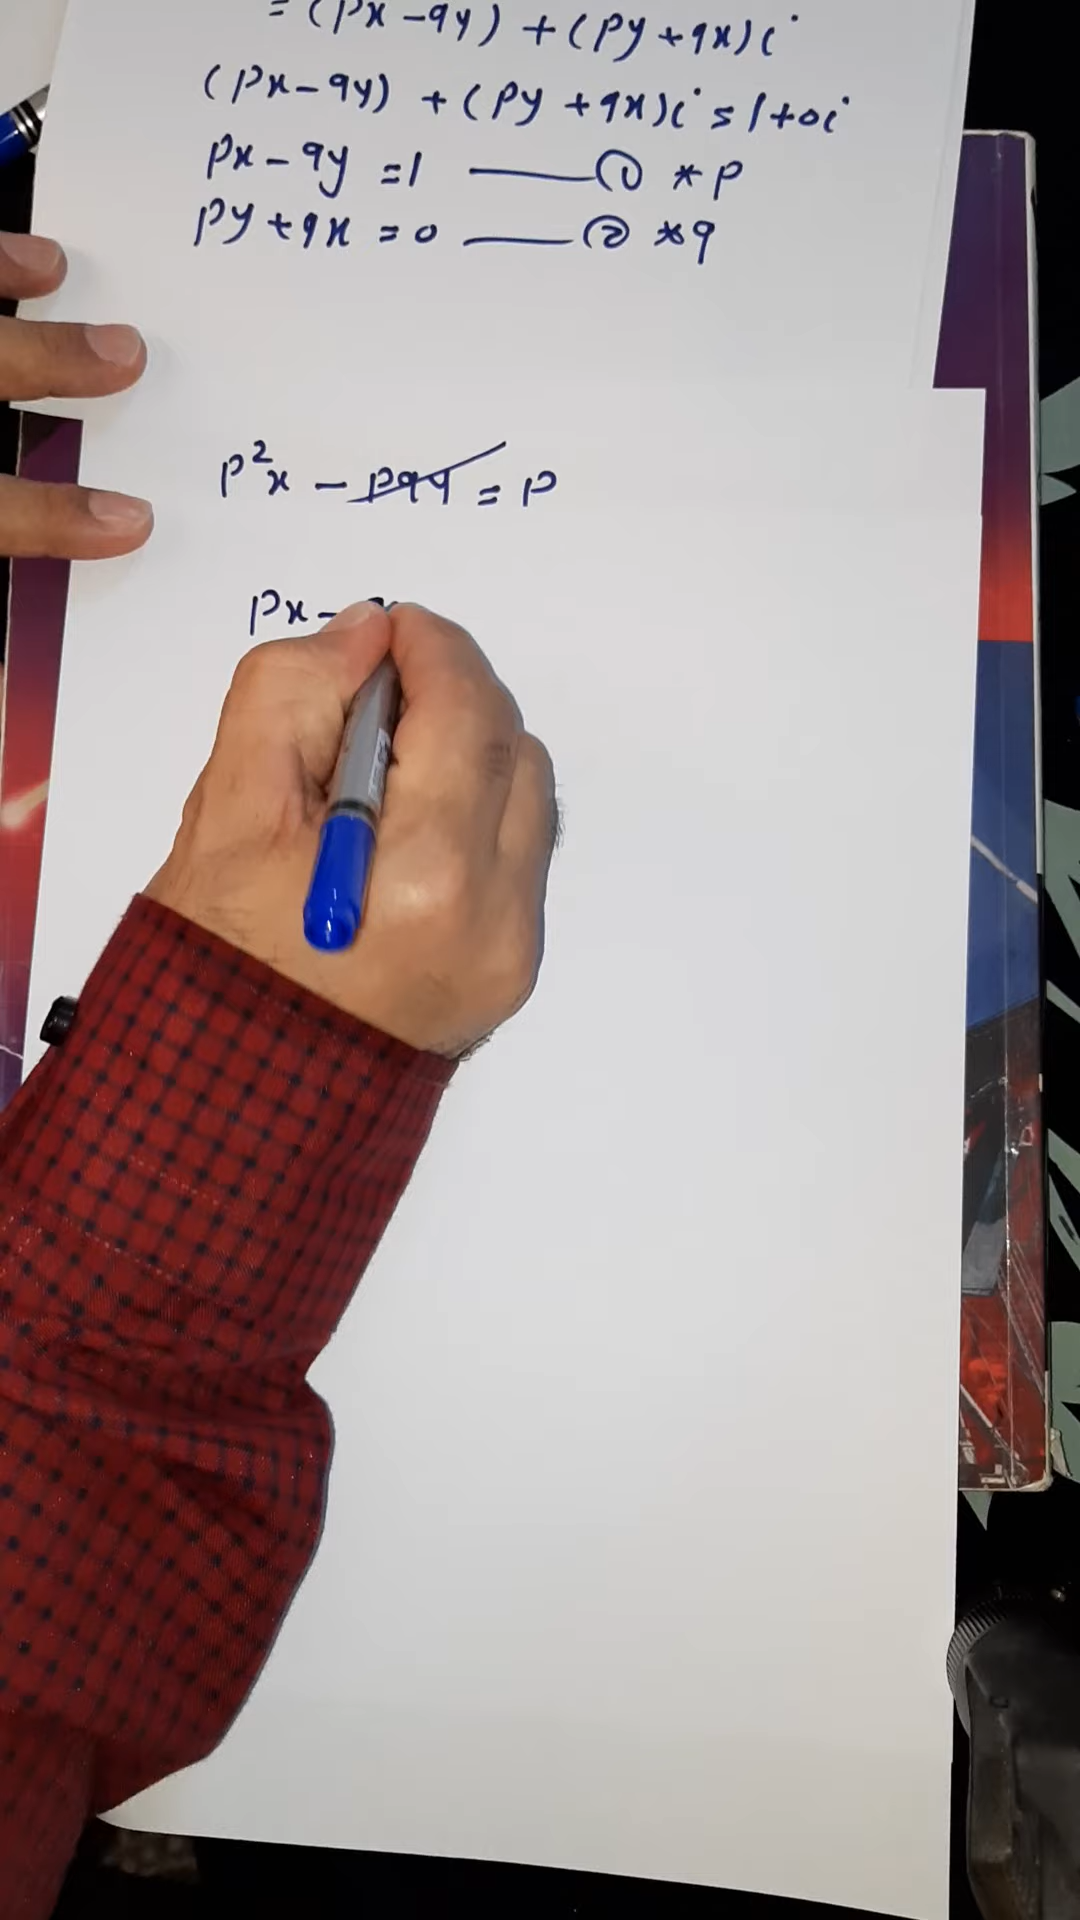 = (px - qy) + (py + qx)i
(px - qy) + (py + qx)i = 1 + 0i
px - qy = 1 —— ① * p
py + qx = 0 —— ② * q
p²x - pqy = p
px -